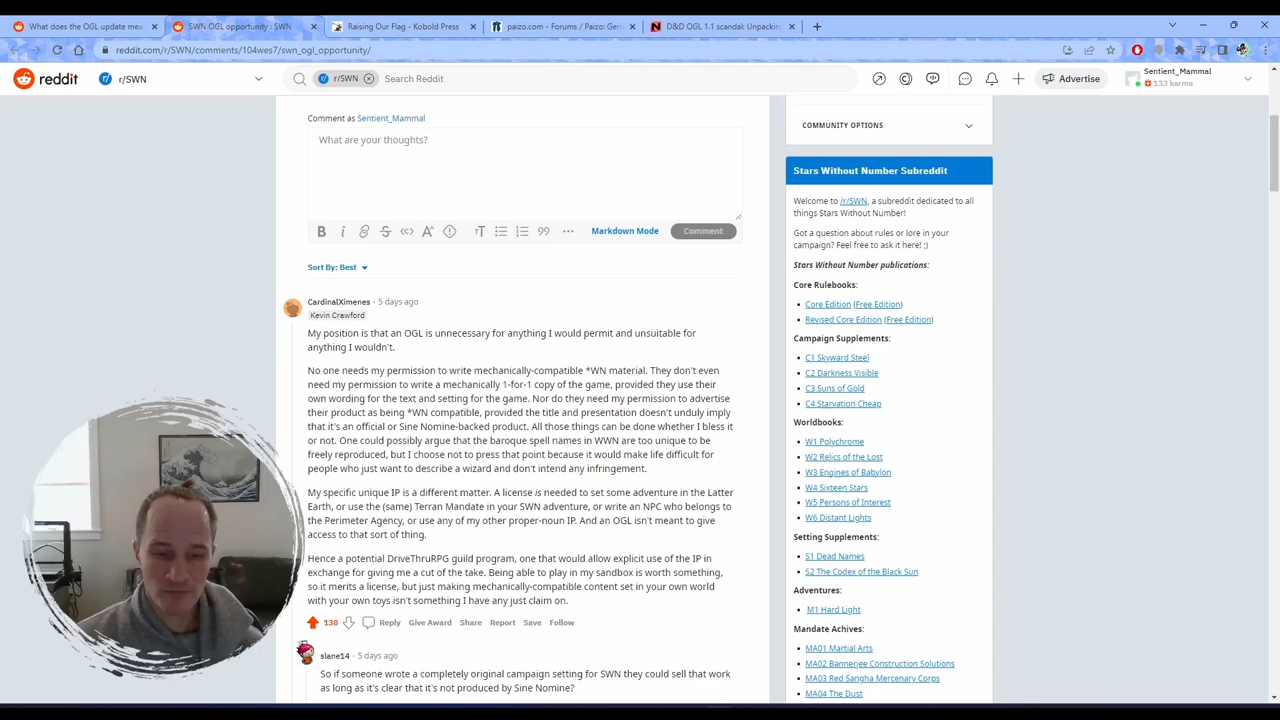 What does the OGL update mea
SWN OGL opportunity : SWN
Raising Our Flag - Kobold Press
paizo.com - Forums / Paizo: Gen
D&D OGL 1.1 scandal: Unpackin
reddit.com/r/SWN/comments/104wes7/swn_ogl_opportunity/
reddit
r/SWN
r/SWN
Search Reddit
Advertise
Sentient_Mammal
133 karma
Comment as Sentient_Mammal
What are your thoughts?
Markdown Mode
Comment
Sort By: Best
CardinalXimenes · 5 days ago
Kevin Crawford
My position is that an OGL is unnecessary for anything I would permit and unsuitable for
anything I wouldn't.
No one needs my permission to write mechanically-compatible *WN material. They don't even
need my permission to write a mechanically 1-for-1 copy of the game, provided they use their
own wording for the text and setting for the game. Nor do they need my permission to advertise
their product as being *WN compatible, provided the title and presentation doesn't unduly imply
that it's an official or Sine Nomine-backed product. All those things can be done whether I bless it
or not. One could possibly argue that the baroque spell names in WWN are too unique to be
freely reproduced, but I choose not to press that point because it would make life difficult for
people who just want to describe a wizard and don't intend any infringement.
My specific unique IP is a different matter. A license is needed to set some adventure in the Latter
Earth, or use the (same) Terran Mandate in your SWN adventure, or write an NPC who belongs to
the Perimeter Agency, or use any of my other proper-noun IP. And an OGL isn't meant to give
access to that sort of thing.
Hence a potential DriveThruRPG guild program, one that would allow explicit use of the IP in
exchange for giving me a cut of the take. Being able to play in my sandbox is worth something,
so it merits a license, but just making mechanically-compatible content set in your own world
with your own toys isn't something I have any just claim on.
138
Reply Give Award Share Report Save Follow
slane14 · 5 days ago
So if someone wrote a completely original campaign setting for SWN they could sell that work
as long as it's clear that it's not produced by Sine Nomine?
COMMUNITY OPTIONS
Stars Without Number Subreddit
Welcome to /r/SWN, a subreddit dedicated to all
things Stars Without Number!
Got a question about rules or lore in your
campaign? Feel free to ask it here! ;)
Stars Without Number publications:
Core Rulebooks:
Core Edition (Free Edition)
Revised Core Edition (Free Edition)
Campaign Supplements:
C1 Skyward Steel
C2 Darkness Visible
C3 Suns of Gold
C4 Starvation Cheap
Worldbooks:
W1 Polychrome
W2 Relics of the Lost
W3 Engines of Babylon
W4 Sixteen Stars
W5 Persons of Interest
W6 Distant Lights
Setting Supplements:
S1 Dead Names
S2 The Codex of the Black Sun
Adventures:
M1 Hard Light
Mandate Achives:
MA01 Martial Arts
MA02 Bannerjee Construction Solutions
MA03 Red Sangha Mercenary Corps
MA04 The Dust